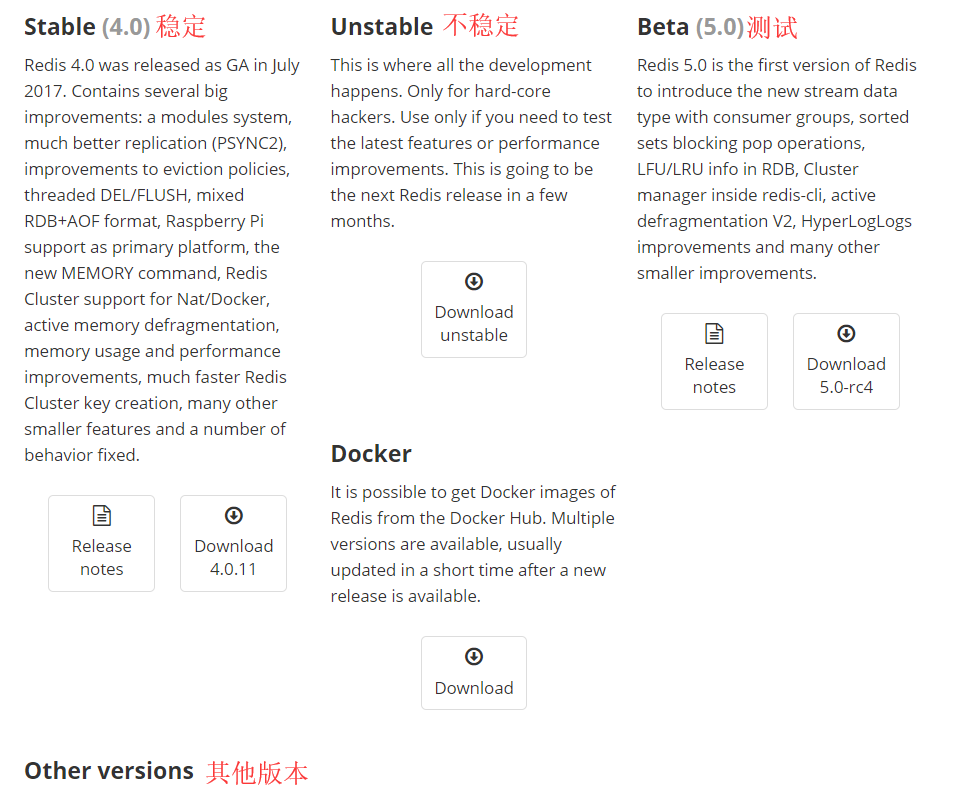 Stable (4.0) 稳定
Redis 4.0 was released as GA in July
2017. Contains several big
improvements: a modules system,
much better replication (PSYNC2),
improvements to eviction policies,
threaded DEL/FLUSH, mixed
RDB+AOF format, Raspberry Pi
support as primary platform, the
new MEMORY command, Redis
Cluster support for Nat/Docker,
active memory defragmentation,
memory usage and performance
improvements, much faster Redis
Cluster key creation, many other
smaller features and a number of
behavior fixed.
Release
notes
Download
4.0.11
Unstable 不稳定
This is where all the development
happens. Only for hard-core
hackers. Use only if you need to test
the latest features or performance
improvements. This is going to be
the next Redis release in a few
months.
Download
unstable
Docker
It is possible to get Docker images of
Redis from the Docker Hub. Multiple
versions are available, usually
updated in a short time after a new
release is available.
Download
Beta (5.0) 测试
Redis 5.0 is the first version of Redis
to introduce the new stream data
type with consumer groups, sorted
sets blocking pop operations,
LFU/LRU info in RDB, Cluster
manager inside redis-cli, active
defragmentation V2, HyperLogLogs
improvements and many other
smaller improvements.
Release
notes
Download
5.0-rc4
Other versions 其他版本